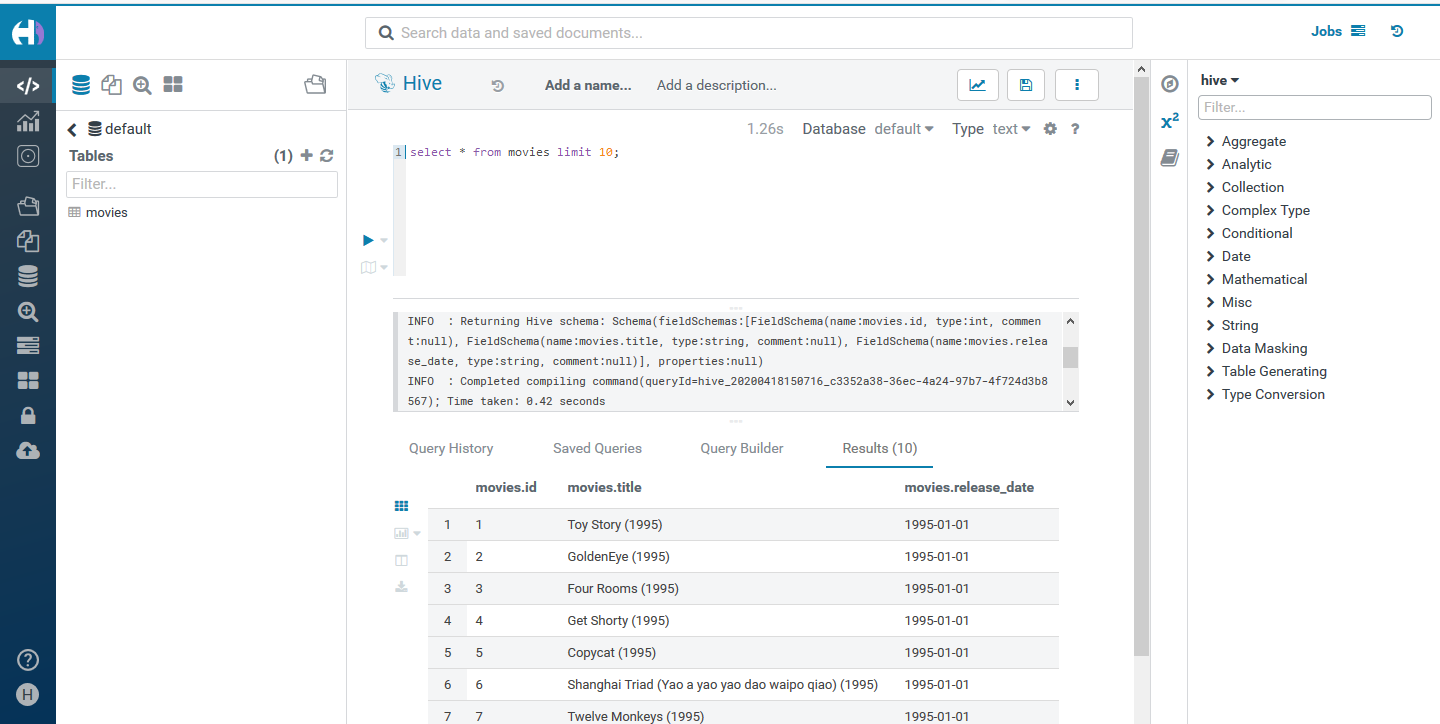 Search data and saved documents...
Jobs
default
Tables (1)
Filter...
movies
Hive Add a name... Add a description...
1.26s Database default Type text ?
1 select * from movies limit 10;
INFO  : Returning Hive schema: Schema(fieldSchemas:[FieldSchema(name:movies.id, type:int, commen
t:null), FieldSchema(name:movies.title, type:string, comment:null), FieldSchema(name:movies.relea
se_date, type:string, comment:null)], properties:null)
INFO  : Completed compiling command(queryId=hive_20200418150716_c3352a38-36ec-4a24-97b7-4f724d3b8
567); Time taken: 0.42 seconds
Query History Saved Queries Query Builder Results (10)
movies.id movies.title movies.release_date
1 1 Toy Story (1995) 1995-01-01
2 2 GoldenEye (1995) 1995-01-01
3 3 Four Rooms (1995) 1995-01-01
4 4 Get Shorty (1995) 1995-01-01
5 5 Copycat (1995) 1995-01-01
6 6 Shanghai Triad (Yao a yao yao dao waipo qiao) (1995) 1995-01-01
7 7 Twelve Monkeys (1995) 1995-01-01
x²
hive
Filter...
Aggregate
Analytic
Collection
Complex Type
Conditional
Date
Mathematical
Misc
String
Data Masking
Table Generating
Type Conversion
?
H